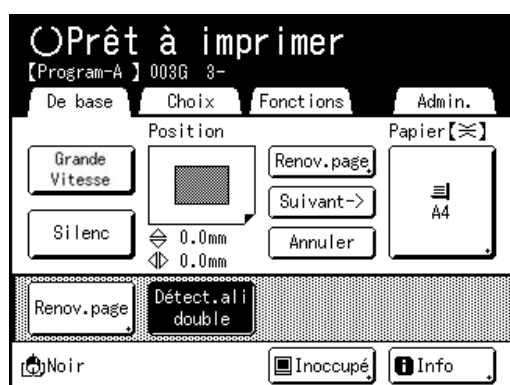 Prêt à imprimer
【Program-A 】 003G 3-
De base Choix Fonctions Admin.
Position Papier【】
Grande
Vitesse
Renov.page
Suivant->
A4
Silenc
0.0mm
Annuler
0.0mm
Renov.page
Détect.ali
double
Noir Inoccupé Info